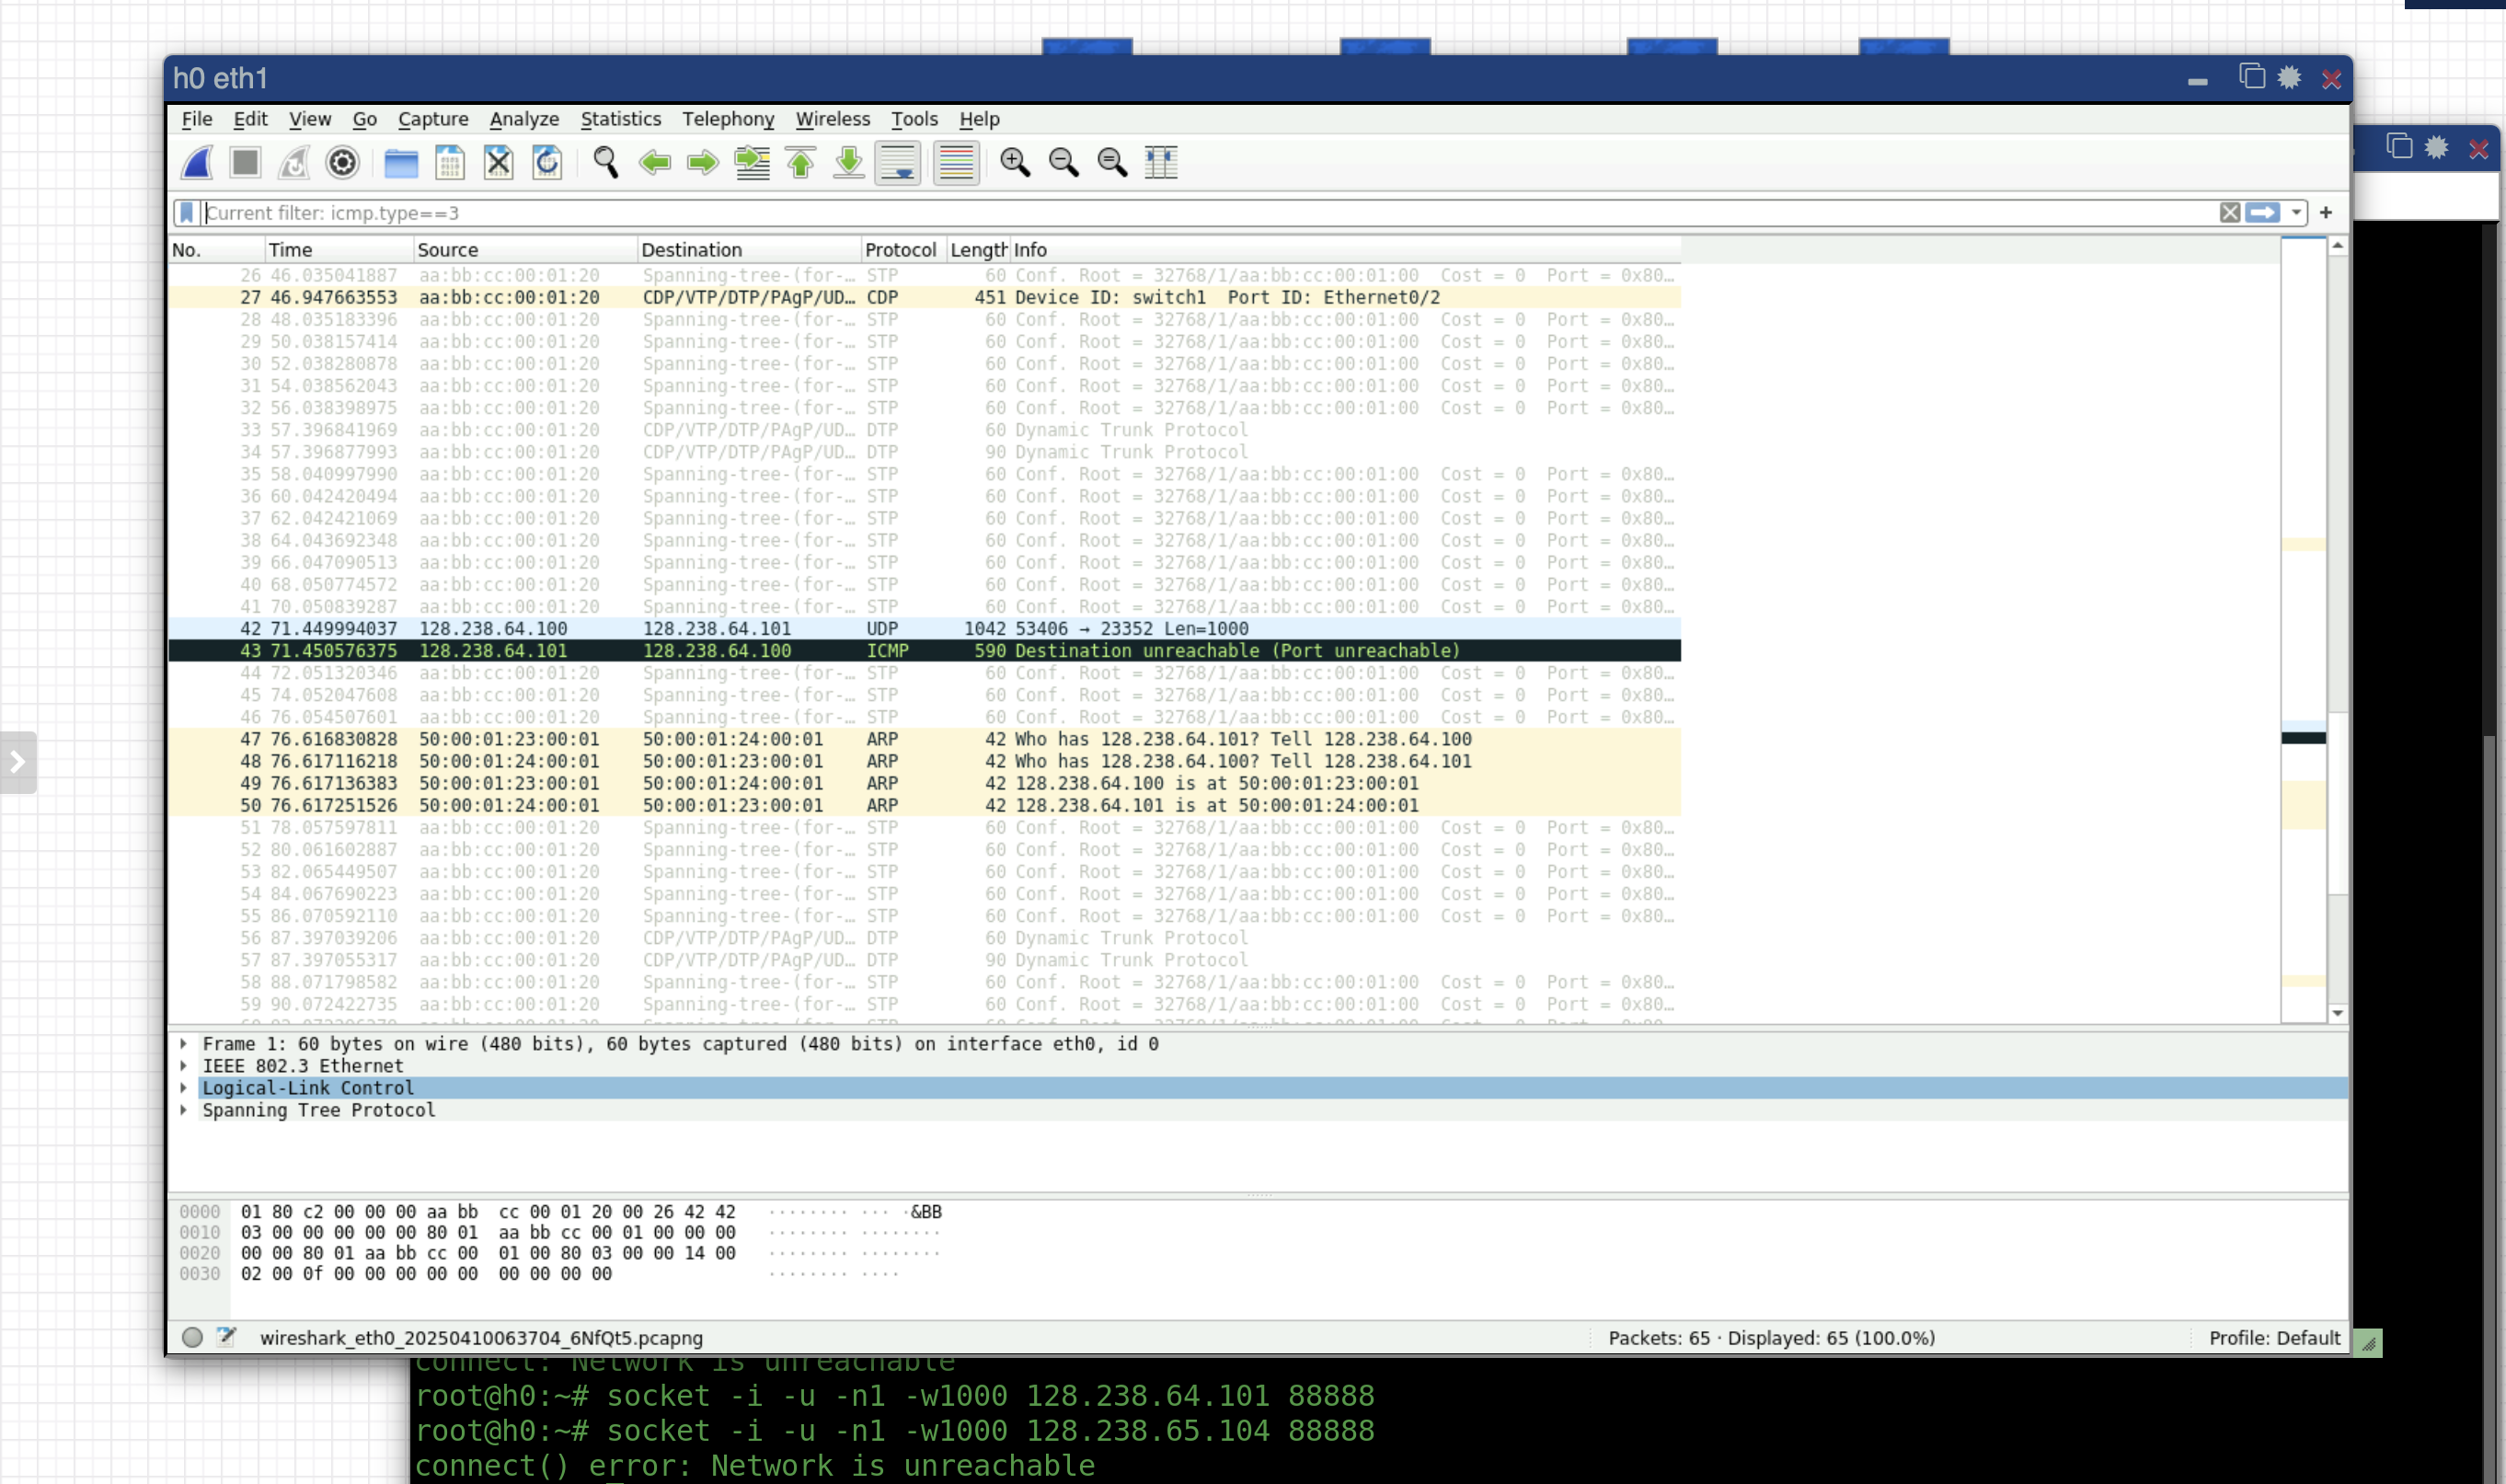 h0 eth1
File Edit View Go Capture Analyze Statistics Telephony Wireless Tools Help
Current filter: icmp.type==3
No. Time Source Destination Protocol Length Info
26 46.035041887 aa:bb:cc:00:01:20 Spanning-tree-(for-… STP 60 Conf. Root = 32768/1/aa:bb:cc:00:01:00 Cost = 0 Port = 0x80…
27 46.947663553 aa:bb:cc:00:01:20 CDP/VTP/DTP/PAgP/UD… CDP 451 Device ID: switch1 Port ID: Ethernet0/2
28 48.035183396 aa:bb:cc:00:01:20 Spanning-tree-(for-… STP 60 Conf. Root = 32768/1/aa:bb:cc:00:01:00 Cost = 0 Port = 0x80…
29 50.038157414 aa:bb:cc:00:01:20 Spanning-tree-(for-… STP 60 Conf. Root = 32768/1/aa:bb:cc:00:01:00 Cost = 0 Port = 0x80…
30 52.038280878 aa:bb:cc:00:01:20 Spanning-tree-(for-… STP 60 Conf. Root = 32768/1/aa:bb:cc:00:01:00 Cost = 0 Port = 0x80…
31 54.038562043 aa:bb:cc:00:01:20 Spanning-tree-(for-… STP 60 Conf. Root = 32768/1/aa:bb:cc:00:01:00 Cost = 0 Port = 0x80…
32 56.038398975 aa:bb:cc:00:01:20 Spanning-tree-(for-… STP 60 Conf. Root = 32768/1/aa:bb:cc:00:01:00 Cost = 0 Port = 0x80…
33 57.396841969 aa:bb:cc:00:01:20 CDP/VTP/DTP/PAgP/UD… DTP 60 Dynamic Trunk Protocol
34 57.396877993 aa:bb:cc:00:01:20 CDP/VTP/DTP/PAgP/UD… DTP 90 Dynamic Trunk Protocol
35 58.040997990 aa:bb:cc:00:01:20 Spanning-tree-(for-… STP 60 Conf. Root = 32768/1/aa:bb:cc:00:01:00 Cost = 0 Port = 0x80…
36 60.042420494 aa:bb:cc:00:01:20 Spanning-tree-(for-… STP 60 Conf. Root = 32768/1/aa:bb:cc:00:01:00 Cost = 0 Port = 0x80…
37 62.042421069 aa:bb:cc:00:01:20 Spanning-tree-(for-… STP 60 Conf. Root = 32768/1/aa:bb:cc:00:01:00 Cost = 0 Port = 0x80…
38 64.043692348 aa:bb:cc:00:01:20 Spanning-tree-(for-… STP 60 Conf. Root = 32768/1/aa:bb:cc:00:01:00 Cost = 0 Port = 0x80…
39 66.047090513 aa:bb:cc:00:01:20 Spanning-tree-(for-… STP 60 Conf. Root = 32768/1/aa:bb:cc:00:01:00 Cost = 0 Port = 0x80…
40 68.050774572 aa:bb:cc:00:01:20 Spanning-tree-(for-… STP 60 Conf. Root = 32768/1/aa:bb:cc:00:01:00 Cost = 0 Port = 0x80…
41 70.050839287 aa:bb:cc:00:01:20 Spanning-tree-(for-… STP 60 Conf. Root = 32768/1/aa:bb:cc:00:01:00 Cost = 0 Port = 0x80…
42 71.449994037 128.238.64.100 128.238.64.101 UDP 1042 53406 → 23352 Len=1000
43 71.450576375 128.238.64.101 128.238.64.100 ICMP 590 Destination unreachable (Port unreachable)
44 72.051320346 aa:bb:cc:00:01:20 Spanning-tree-(for-… STP 60 Conf. Root = 32768/1/aa:bb:cc:00:01:00 Cost = 0 Port = 0x80…
45 74.052047608 aa:bb:cc:00:01:20 Spanning-tree-(for-… STP 60 Conf. Root = 32768/1/aa:bb:cc:00:01:00 Cost = 0 Port = 0x80…
46 76.054507601 aa:bb:cc:00:01:20 Spanning-tree-(for-… STP 60 Conf. Root = 32768/1/aa:bb:cc:00:01:00 Cost = 0 Port = 0x80…
47 76.616830828 50:00:01:23:00:01 50:00:01:24:00:01 ARP 42 Who has 128.238.64.101? Tell 128.238.64.100
48 76.617116218 50:00:01:24:00:01 50:00:01:23:00:01 ARP 42 Who has 128.238.64.100? Tell 128.238.64.101
49 76.617136383 50:00:01:23:00:01 50:00:01:24:00:01 ARP 42 128.238.64.100 is at 50:00:01:23:00:01
50 76.617251526 50:00:01:24:00:01 50:00:01:23:00:01 ARP 42 128.238.64.101 is at 50:00:01:24:00:01
51 78.057597811 aa:bb:cc:00:01:20 Spanning-tree-(for-… STP 60 Conf. Root = 32768/1/aa:bb:cc:00:01:00 Cost = 0 Port = 0x80…
52 80.061602887 aa:bb:cc:00:01:20 Spanning-tree-(for-… STP 60 Conf. Root = 32768/1/aa:bb:cc:00:01:00 Cost = 0 Port = 0x80…
53 82.065449507 aa:bb:cc:00:01:20 Spanning-tree-(for-… STP 60 Conf. Root = 32768/1/aa:bb:cc:00:01:00 Cost = 0 Port = 0x80…
54 84.067690223 aa:bb:cc:00:01:20 Spanning-tree-(for-… STP 60 Conf. Root = 32768/1/aa:bb:cc:00:01:00 Cost = 0 Port = 0x80…
55 86.070592110 aa:bb:cc:00:01:20 Spanning-tree-(for-… STP 60 Conf. Root = 32768/1/aa:bb:cc:00:01:00 Cost = 0 Port = 0x80…
56 87.397039206 aa:bb:cc:00:01:20 CDP/VTP/DTP/PAgP/UD… DTP 60 Dynamic Trunk Protocol
57 87.397055317 aa:bb:cc:00:01:20 CDP/VTP/DTP/PAgP/UD… DTP 90 Dynamic Trunk Protocol
58 88.071798582 aa:bb:cc:00:01:20 Spanning-tree-(for-… STP 60 Conf. Root = 32768/1/aa:bb:cc:00:01:00 Cost = 0 Port = 0x80…
59 90.072422735 aa:bb:cc:00:01:20 Spanning-tree-(for-… STP 60 Conf. Root = 32768/1/aa:bb:cc:00:01:00 Cost = 0 Port = 0x80…
Frame 1: 60 bytes on wire (480 bits), 60 bytes captured (480 bits) on interface eth0, id 0
IEEE 802.3 Ethernet
Logical-Link Control
Spanning Tree Protocol
0000 01 80 c2 00 00 00 aa bb cc 00 01 20 00 26 42 42 ········ ··· ·&BB
0010 03 00 00 00 00 00 80 01 aa bb cc 00 01 00 00 00 ········ ········
0020 00 00 80 01 aa bb cc 00 01 00 80 03 00 00 14 00 ········ ········
0030 02 00 0f 00 00 00 00 00 00 00 00 00 ········ ····
wireshark_eth0_20250410063704_6NfQt5.pcapng Packets: 65 · Displayed: 65 (100.0%) Profile: Default
connect: Network is unreachable
root@h0:~# socket -i -u -n1 -w1000 128.238.64.101 88888
root@h0:~# socket -i -u -n1 -w1000 128.238.65.104 88888
connect() error: Network is unreachable